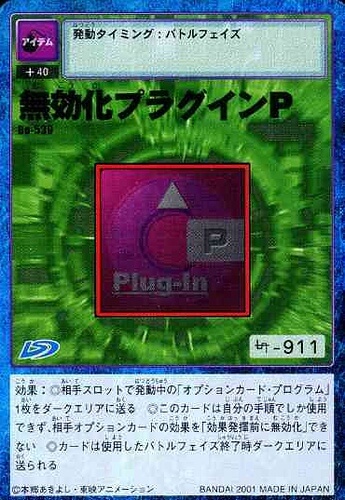 アイテム
+40
発動タイミング：バトルフェイズ
無効化プラグインP
Bo-539
P
Plug-In
-911
効果：◎相手スロットで発動中の「オプションカード・プログラム」
1枚をダークエリアに送る ◎このカードは自分の手順でしか使用
できず、相手オプションカードの効果を「効果発揮前に無効化」でき
ない ◎カードは使用したバトルフェイズ終了時ダークエリアに
送られる
©本郷あきよし・東映アニメーション BANDAI 2001 MADE IN JAPAN